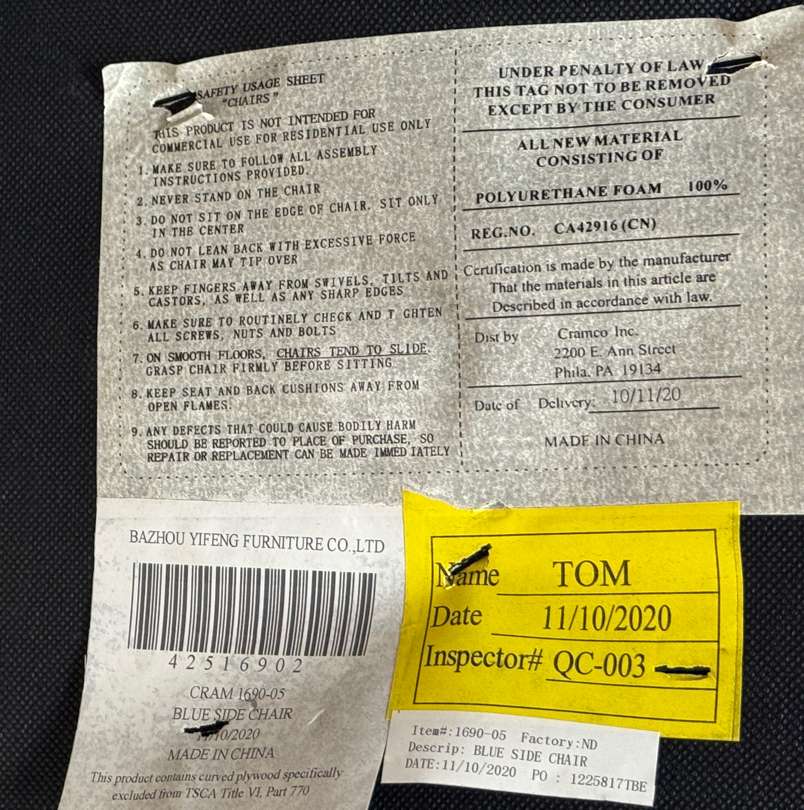 SAFETY USAGE SHEET
"CHAIRS"
THIS PRODUCT IS NOT INTENDED FOR
COMMERCIAL USE FOR RESIDENTIAL USE ONLY
1. MAKE SURE TO FOLLOW ALL ASSEMBLY
INSTRUCTIONS PROVIDED.
2. NEVER STAND ON THE CHAIR
3. DO NOT SIT ON THE EDGE OF CHAIR. SIT ONLY
IN THE CENTER
4. DO NOT LEAN BACK WITH EXCESSIVE FORCE
AS CHAIR MAY TIP OVER
5. KEEP FINGERS AWAY FROM SWIVELS, TILTS AND
CASTORS, AS WELL AS ANY SHARP EDGES
6. MAKE SURE TO ROUTINELY CHECK AND T GHTEN
ALL SCREWS, NUTS AND BOLTS
7. ON SMOOTH FLOORS, CHAIRS TEND TO SLIDE.
GRASP CHAIR FIRMLY BEFORE SITTING
8. KEEP SEAT AND BACK CUSHIONS AWAY FROM
OPEN FLAMES.
9. ANY DEFECTS THAT COULD CAUSE BODILY HARM
SHOULD BE REPORTED TO PLACE OF PURCHASE, SO
REPAIR OR REPLACEMENT CAN BE MADE IMMED IATELY
UNDER PENALTY OF LAW
THIS TAG NOT TO BE REMOVED
EXCEPT BY THE CONSUMER
ALL NEW MATERIAL
CONSISTING OF
POLYURETHANE FOAM 100%
REG.NO. CA42916 (CN)
Certification is made by the manufacturer
That the materials in this article are
Described in accordance with law.
Dist by Cramco Inc.
2200 E. Ann Street
Phila, PA 19134
Date of Delivery: 10/11/20
MADE IN CHINA
BAZHOU YIFENG FURNITURE CO.,LTD
42516902
CRAM 1690-05
BLUE SIDE CHAIR
/10/2020
MADE IN CHINA
This product contains curved plywood specifically
excluded from TSCA Title VI, Part 770
Name TOM
Date 11/10/2020
Inspector# QC-003
Item#:1690-05 Factory:ND
Descrip: BLUE SIDE CHAIR
DATE:11/10/2020 PO : 1225817TBE